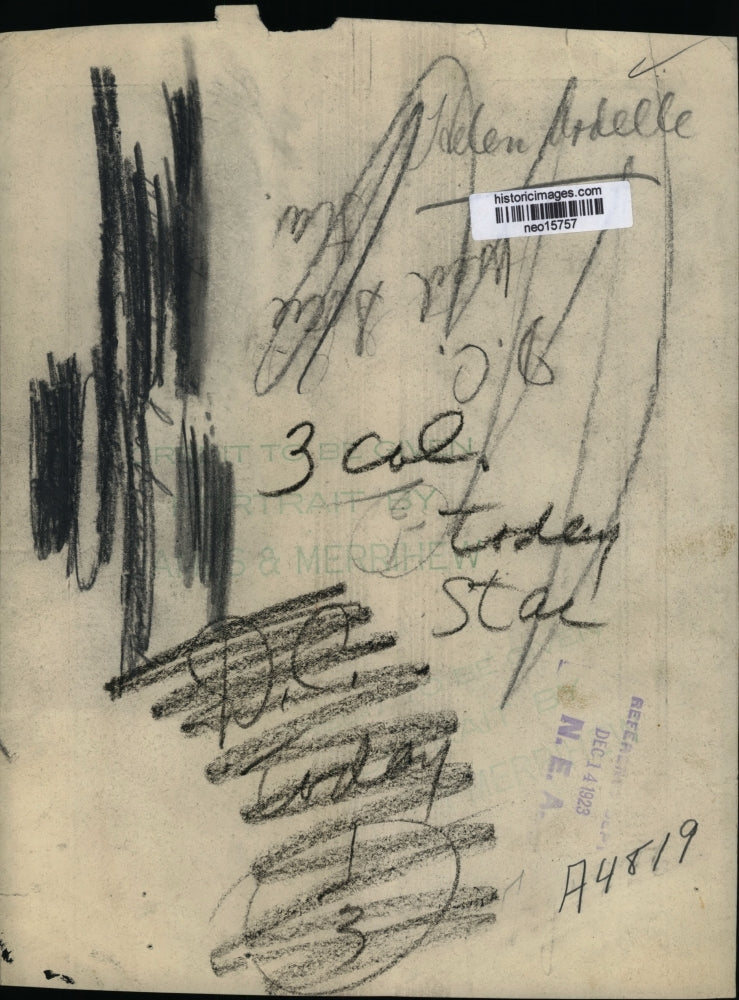 Helen Ardelle
historicimages.com
neo15757
D.C.
3 col.
today
Star
RIGHT TO BE GIVEN
PORTRAIT BY
& MERRIHEW
D.C.
today
1
3
DEC 14 1923
N.E.A.
A4819